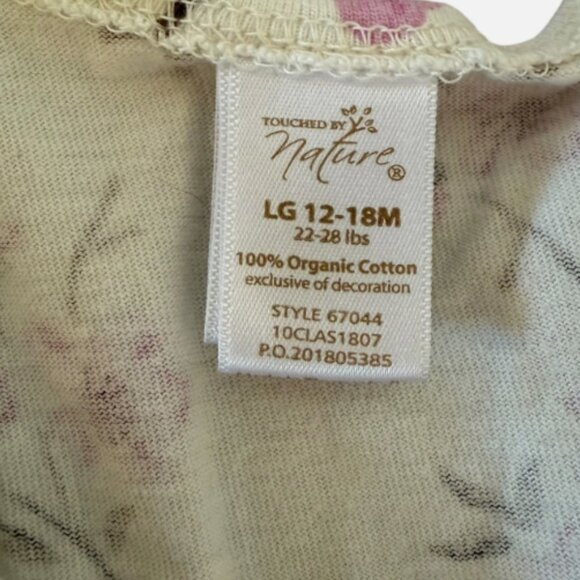 TOUCHED BY
Nature®
LG 12-18M
22-28 lbs
100% Organic Cotton
exclusive of decoration
STYLE 67044
10CLAS1807
P.O.201805385